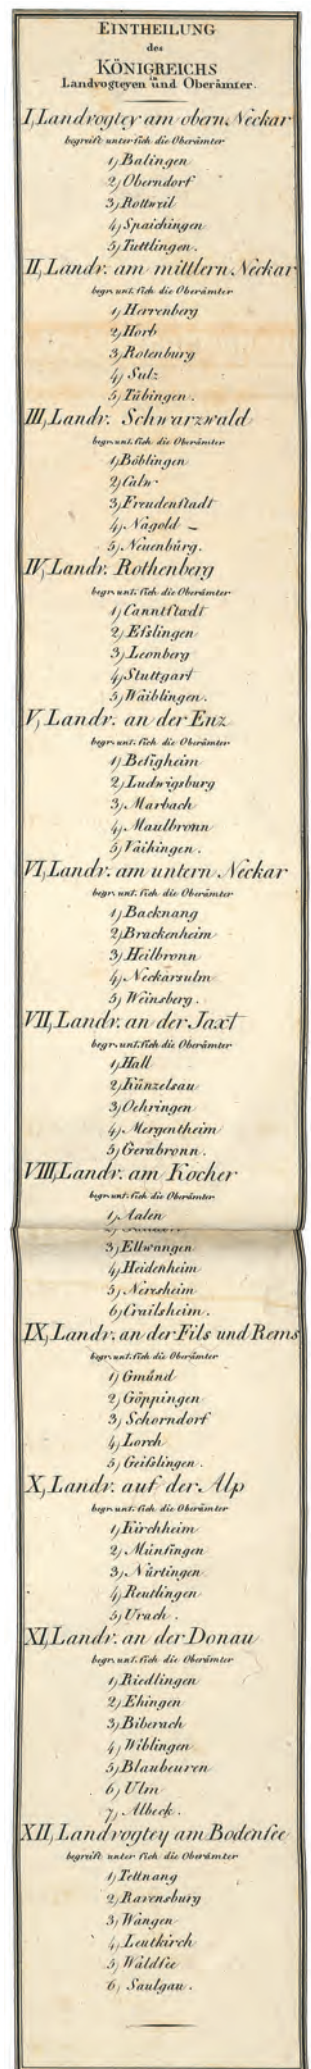 EINTHEILUNG
des
KÖNIGREICHS
Landvogteyen und Oberämter.
I, Landvogtey am obern Neckar
begreift unter ſich die Oberämter
1, Balingen
2, Oberndorf
3, Rottweil
4, Spaichingen
5, Tuttlingen.
II, Landv. am mittlern Neckar
begr. unt. ſich die Oberämter
1, Herrenberg
2, Horb
3, Rotenburg
4, Sulz
5, Tübingen.
III, Landv. Schwarzwald
begr. unt. ſich die Oberämter
1, Böblingen
2, Calw
3, Freudenſtadt
4, Nagold –
5, Neuenbürg.
IV, Landv. Rothenberg
begr. unt. ſich die Oberämter
1, Canntſtadt
2, Eſslingen
3, Leonberg
4, Stuttgart
5, Waiblingen.
V, Landv. an der Enz
begr. unt. ſich die Oberämter
1, Beſigheim
2, Ludwigsburg
3, Marbach
4, Maulbronn
5, Vaihingen.
VI, Landv. am untern Neckar
begr. unt. ſich die Oberämter
1, Backnang
2, Brackenheim
3, Heilbronn
4, Neckarsulm
5, Weinsberg.
VII, Landv. an der Jaxt
begr. unt. ſich die Oberämter
1, Hall
2, Künzelsau
3, Oehringen
4, Mergentheim
5, Gerabronn.
VIII, Landv. am Kocher
begr. unt. ſich die Oberämter
1, Aalen
3, Ellwangen
4, Heidenheim
5, Neresheim
6, Crailsheim.
IX, Landv. an der Fils und Rems
begr. unt. ſich die Oberämter
1, Gmünd
2, Göppingen
3, Schorndorf
4, Lorch
5, Geiſslingen.
X, Landv. auf der Alp
begr. unt. ſich die Oberämter
1, Kirchheim
2, Münſingen
3, Nürtingen
4, Reutlingen
5, Urach.
XI, Landv. an der Donau
begr. unt. ſich die Oberämter
1, Riedlingen
2, Ehingen
3, Biberach
4, Wiblingen
5, Blaubeuren
6, Ulm
7, Albeck.
XII, Landvogtey am Bodenſee
begreift unter ſich die Oberämter
1, Tettnang
2, Ravensburg
3, Wangen
4, Leutkirch
5, Waldſee
6, Saulgau.